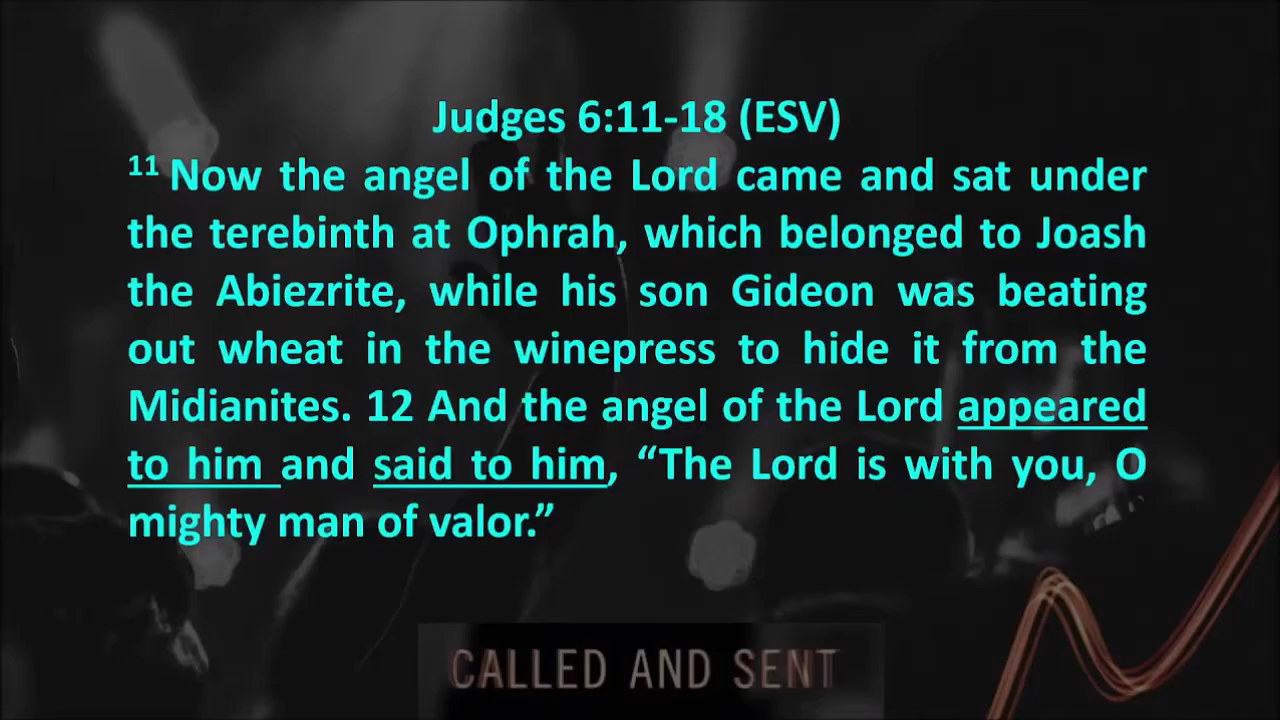 Judges 6:11-18 (ESV)
11 Now the angel of the Lord came and sat under
the terebinth at Ophrah, which belonged to Joash
the Abiezrite, while his son Gideon was beating
out wheat in the winepress to hide it from the
Midianites. 12 And the angel of the Lord appeared
to him and said to him, “The Lord is with you, O
mighty man of valor.”
CALLED AND SENT